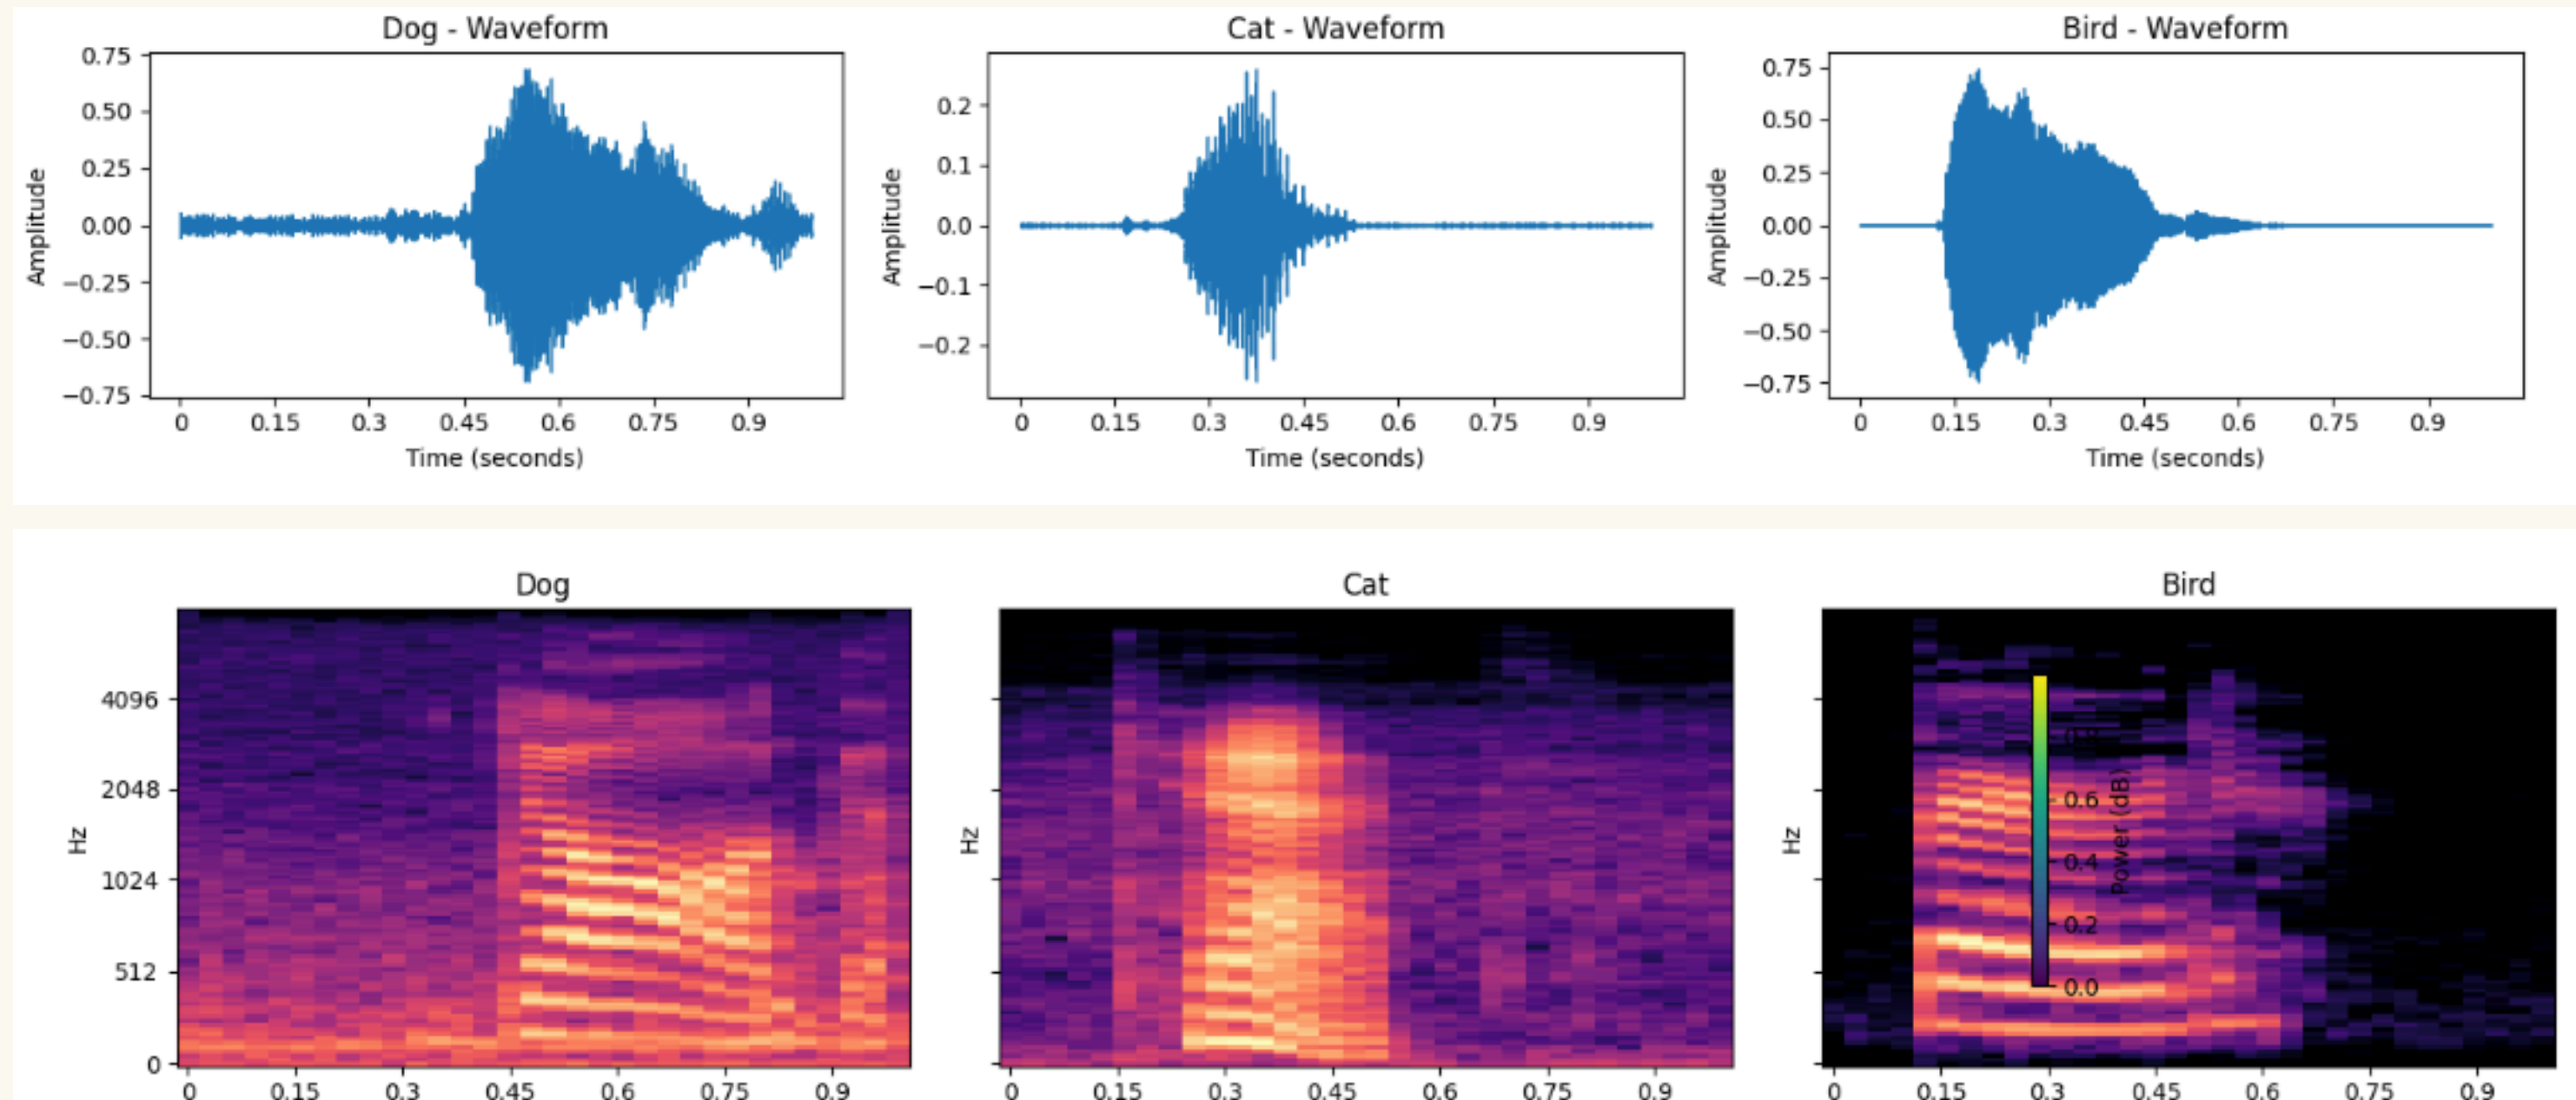 Dog - Waveform
Cat - Waveform
Bird - Waveform
Amplitude
0.75
0.50
0.25
0.00
−0.25
−0.50
−0.75
0 0.15 0.3 0.45 0.6 0.75 0.9
Time (seconds)
Amplitude
0.2
0.1
0.0
−0.1
−0.2
0 0.15 0.3 0.45 0.6 0.75 0.9
Time (seconds)
Amplitude
0.75
0.50
0.25
0.00
−0.25
−0.50
−0.75
0 0.15 0.3 0.45 0.6 0.75 0.9
Time (seconds)
Dog
Cat
Bird
Hz
4096
2048
1024
512
0
0 0.15 0.3 0.45 0.6 0.75 0.9
Hz
0 0.15 0.3 0.45 0.6 0.75 0.9
Hz
0.8
0.6
0.4
0.2
0.0
Power (dB)
0 0.15 0.3 0.45 0.6 0.75 0.9